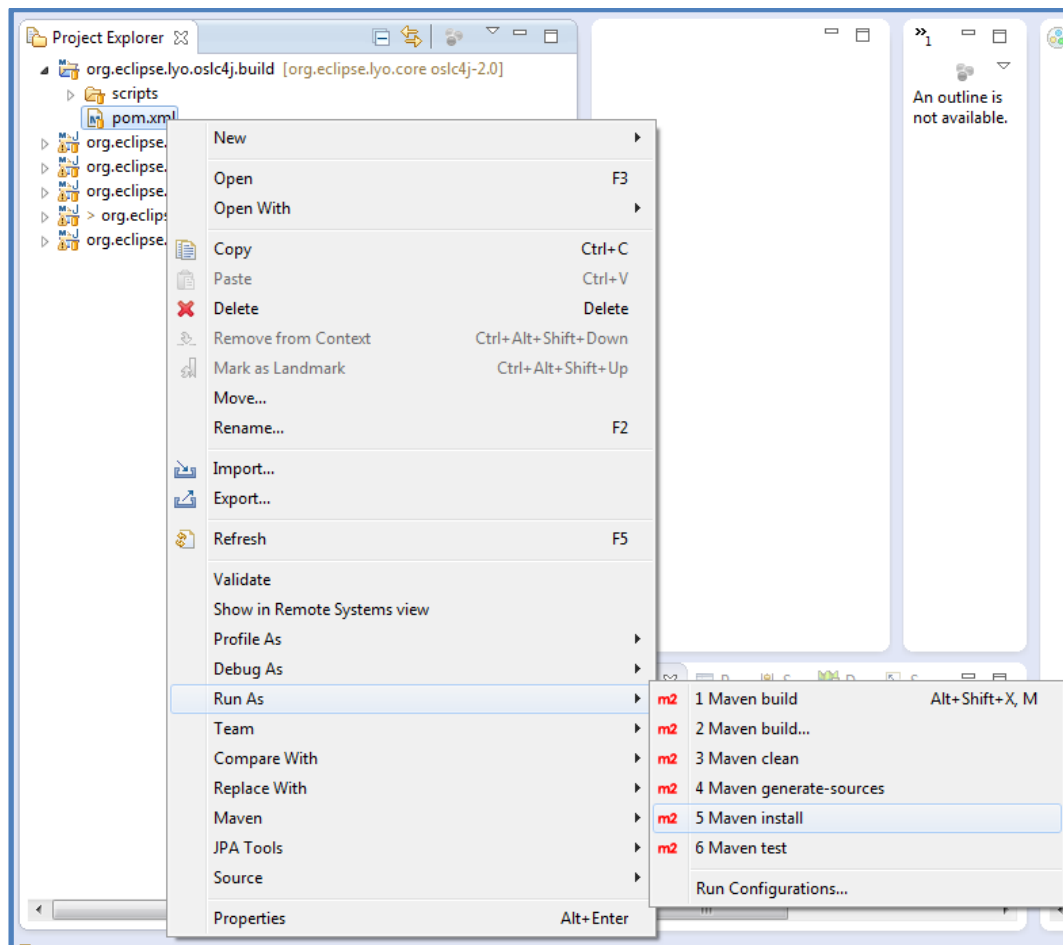 Project Explorer
»1
org.eclipse.lyo.oslc4j.build [org.eclipse.lyo.core oslc4j-2.0]
scripts
pom.xml
An outline is
not available.
org.eclipse.
org.eclipse.
org.eclipse.
> org.eclips
org.eclipse.
New
Open F3
Open With
Copy Ctrl+C
Paste Ctrl+V
Delete Delete
Remove from Context Ctrl+Alt+Shift+Down
Mark as Landmark Ctrl+Alt+Shift+Up
Move...
Rename... F2
Import...
Export...
Refresh F5
Validate
Show in Remote Systems view
Profile As
Debug As
Run As
Team
Compare With
Replace With
Maven
JPA Tools
Source
Properties Alt+Enter
m2 1 Maven build Alt+Shift+X, M
m2 2 Maven build...
m2 3 Maven clean
m2 4 Maven generate-sources
m2 5 Maven install
m2 6 Maven test
Run Configurations...